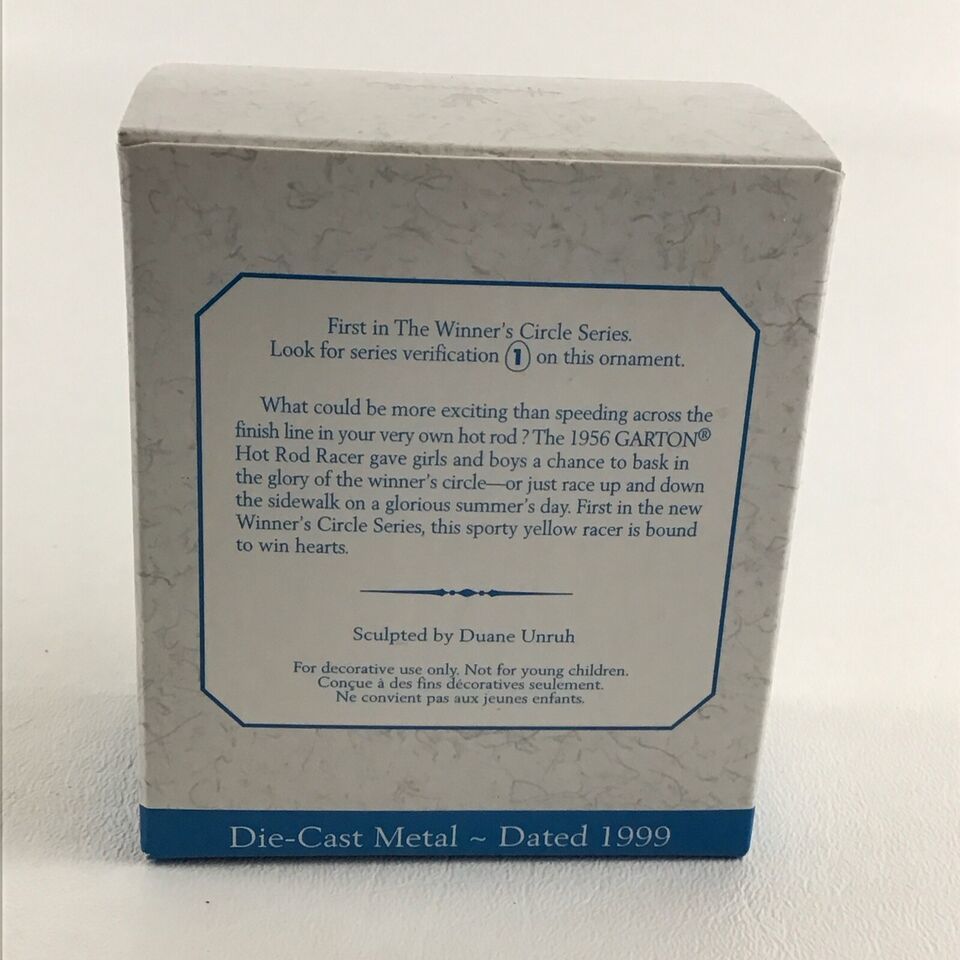 First in The Winner's Circle Series.
Look for series verification 1 on this ornament.
What could be more exciting than speeding across the
finish line in your very own hot rod? The 1956 GARTON®
Hot Rod Racer gave girls and boys a chance to bask in
the glory of the winner's circle—or just race up and down
the sidewalk on a glorious summer's day. First in the new
Winner's Circle Series, this sporty yellow racer is bound
to win hearts.
Sculpted by Duane Unruh
For decorative use only. Not for young children.
Conçue à des fins décoratives seulement.
Ne convient pas aux jeunes enfants.
Die-Cast Metal ~ Dated 1999